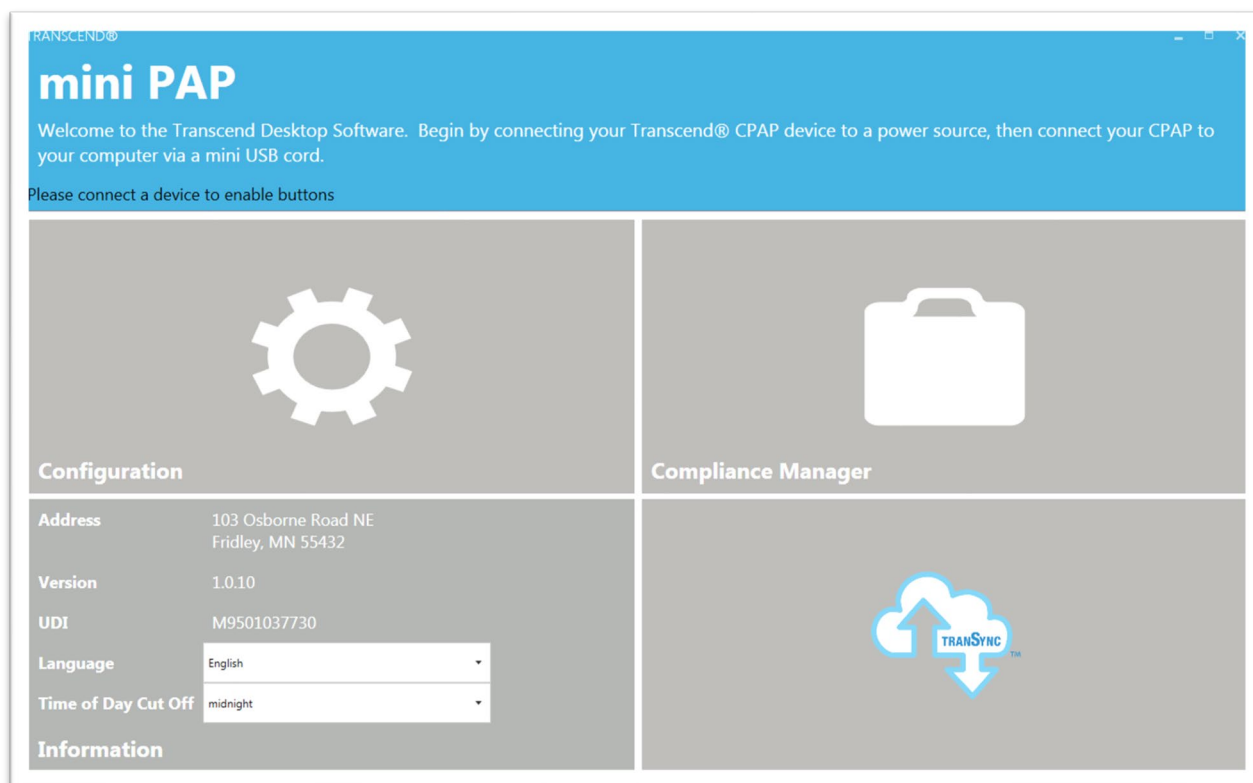 TRANSCEND®
mini PAP
Welcome to the Transcend Desktop Software. Begin by connecting your Transcend® CPAP device to a power source, then connect your CPAP to
your computer via a mini USB cord.
Please connect a device to enable buttons
Configuration
Compliance Manager
Address 103 Osborne Road NE
Fridley, MN 55432
Version 1.0.10
UDI M9501037730
Language English
Time of Day Cut Off midnight
Information
TRANSYNC™